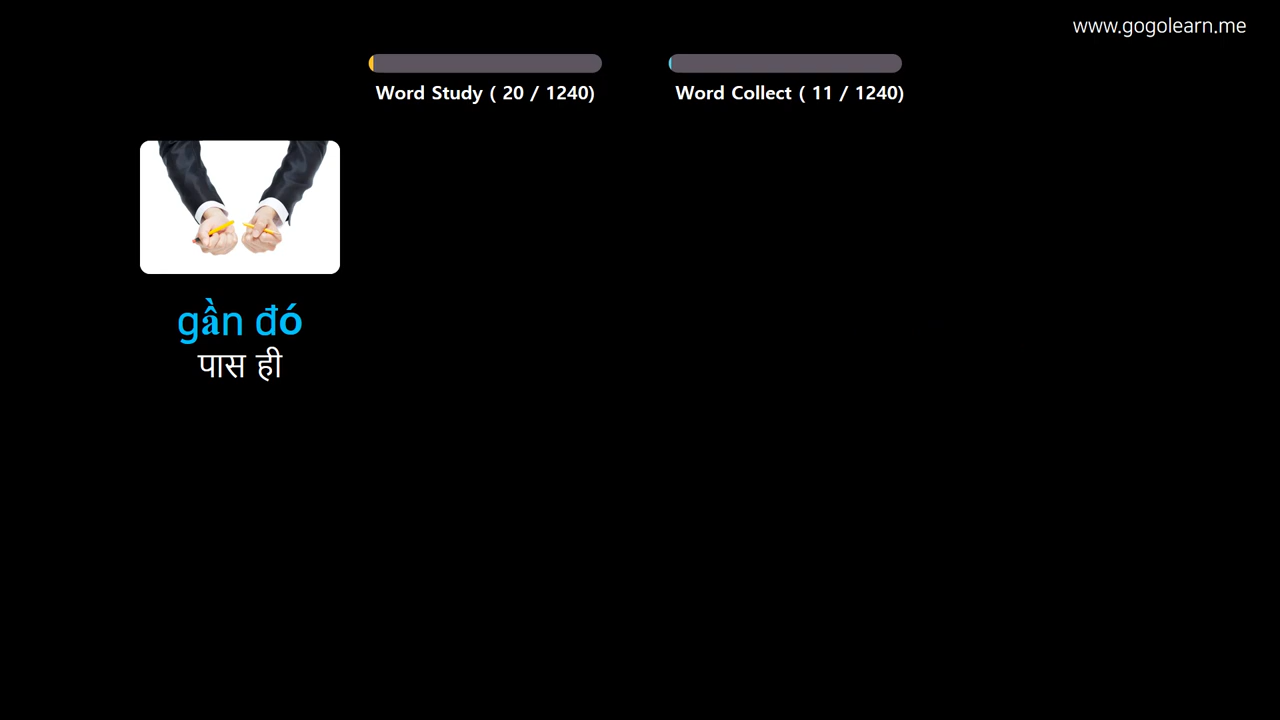 www.gogolearn.me
Word Study ( 20 / 1240)
Word Collect ( 11 / 1240)
gần đó
पास ही